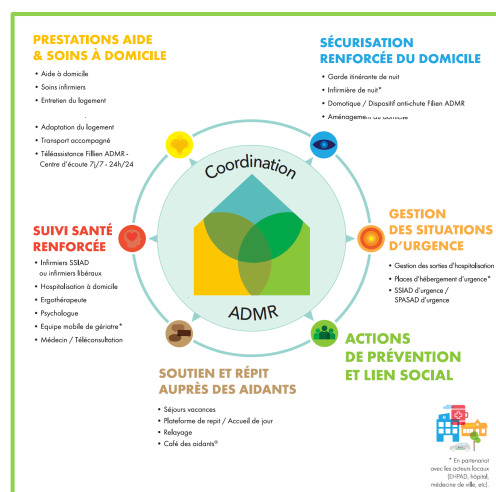 PRESTATIONS AIDE
& SOINS À DOMICILE
• Aide à domicile
• Soins infirmiers
• Entretien du logement
• Adaptation du logement
• Transport accompagné
• Téléassistance Fillien ADMR -
Centre d'écoute 7j/7 - 24h/24
SÉCURISATION
RENFORCÉE DU DOMICILE
• Garde itinérante de nuit
• Infirmière de nuit*
• Domotique / Dispositif anti-chute Filien ADMR
• Aménagement du domicile
Coordination
ADMR
SUIVI SANTÉ
RENFORCÉE
• Infirmiers SSIAD
ou infirmiers libéraux
• Hospitalisation à domicile
• Ergothérapeute
• Psychologue
• Equipe mobile de gériatre*
• Médecin / Téléconsultation
GESTION
DES SITUATIONS
D'URGENCE
• Gestion des sorties d'hospitalisation
• Places d'hébergement d'urgence*
• SSIAD d'urgence /
SPASAD d'urgence
SOUTIEN ET RÉPIT
AUPRÈS DES AIDANTS
• Séjours vacances
• Plateforme de repit / Accueil de jour
• Relayage
• Café des aidants®
ACTIONS
DE PRÉVENTION
ET LIEN SOCIAL
* En partenariat
avec les acteurs locaux
(EHPAD, hôpital,
médecine de ville, etc).